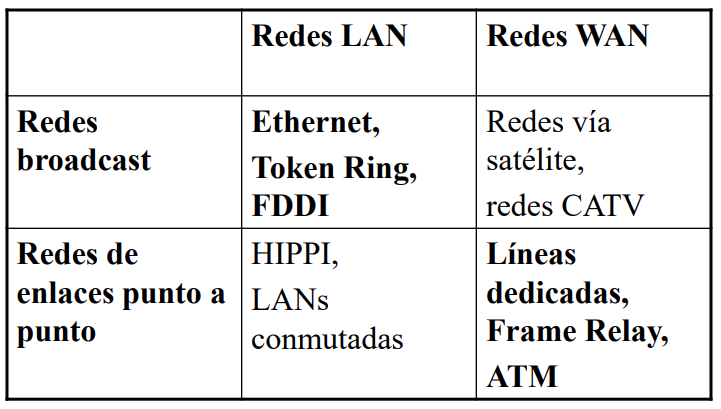 Redes LAN
Redes WAN
Redes
broadcast
Ethernet,
Token Ring,
FDDI
Redes vía
satélite,
redes CATV
Redes de
enlaces punto a
punto
HIPPI,
LANs
conmutadas
Líneas
dedicadas,
Frame Relay,
ATM